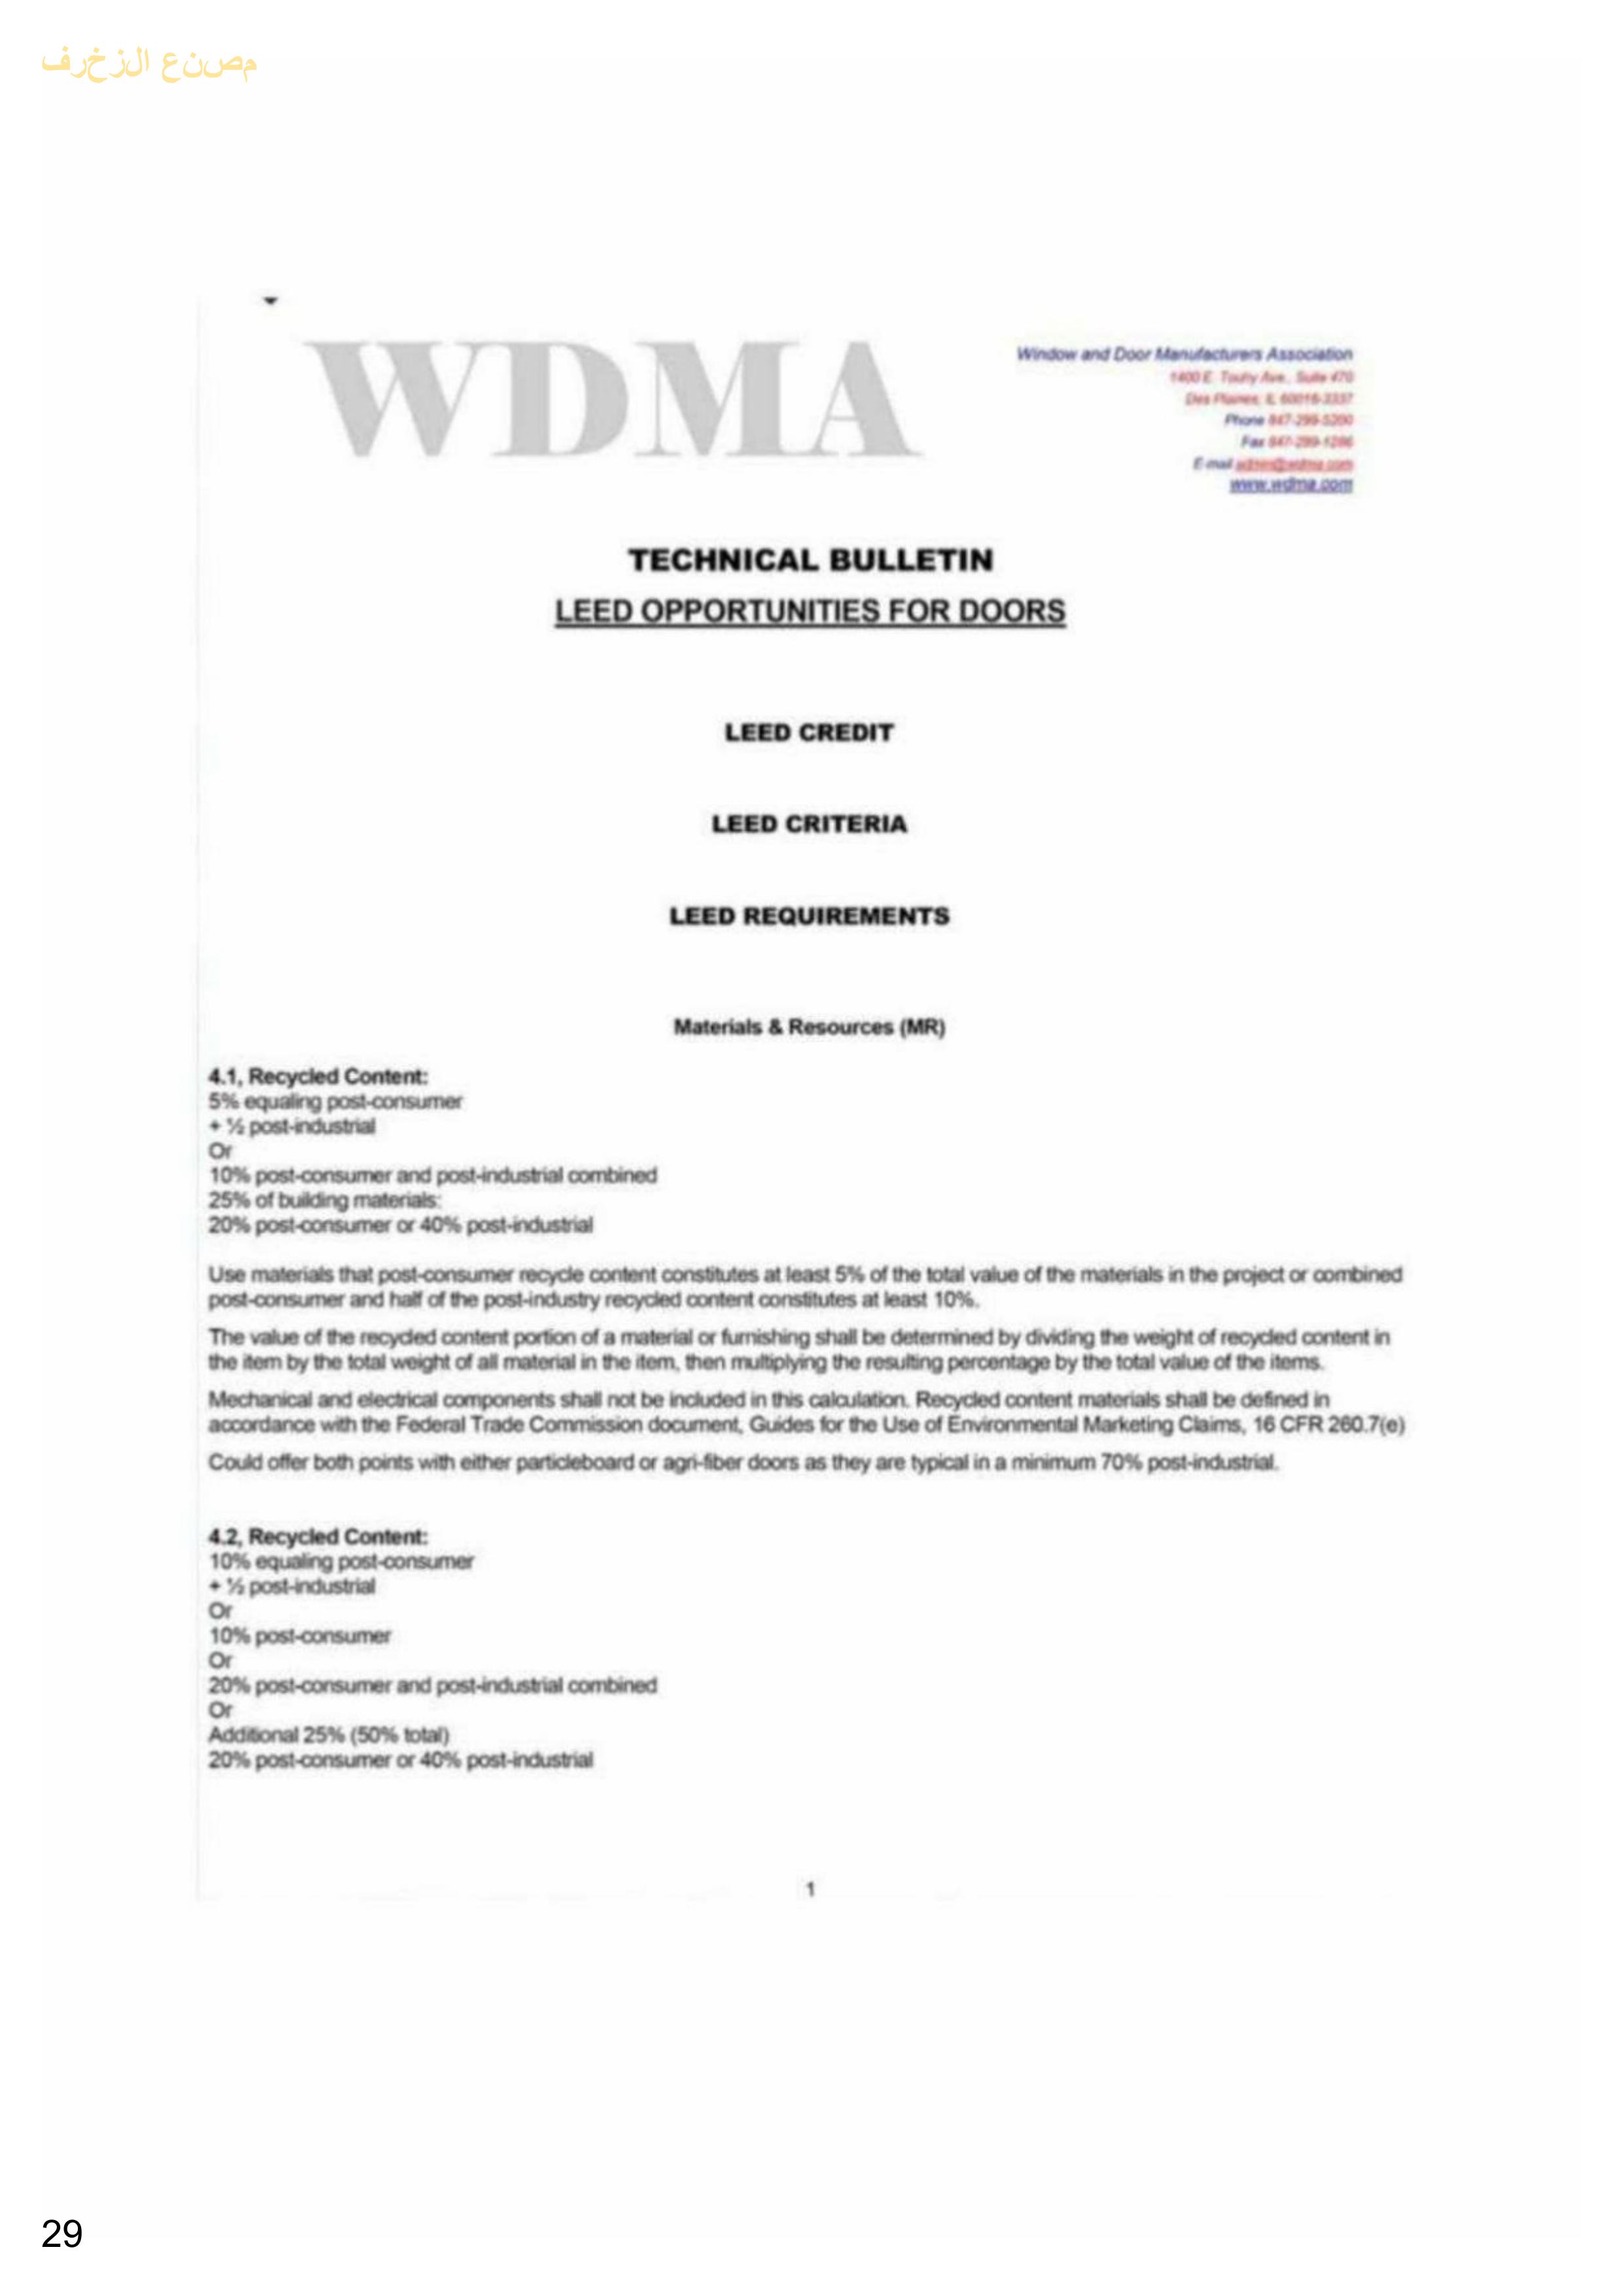 مصنع الزخرف
WDMA
Window and Door Manufacturers Association
1400 E. Touhy Ave., Suite 470
Des Plaines, IL 60018-3337
Phone 847-299-5200
Fax 847-299-1286
E-mail admin@wdma.com
www.wdma.com
TECHNICAL BULLETIN
LEED OPPORTUNITIES FOR DOORS
LEED CREDIT
LEED CRITERIA
LEED REQUIREMENTS
Materials & Resources (MR)
4.1, Recycled Content:
5% equaling post-consumer
+ ½ post-industrial
Or
10% post-consumer and post-industrial combined
25% of building materials:
20% post-consumer or 40% post-industrial
Use materials that post-consumer recycle content constitutes at least 5% of the total value of the materials in the project or combined
post-consumer and half of the post-industry recycled content constitutes at least 10%.
The value of the recycled content portion of a material or furnishing shall be determined by dividing the weight of recycled content in
the item by the total weight of all material in the item, then multiplying the resulting percentage by the total value of the items.
Mechanical and electrical components shall not be included in this calculation. Recycled content materials shall be defined in
accordance with the Federal Trade Commission document, Guides for the Use of Environmental Marketing Claims, 16 CFR 260.7(e)
Could offer both points with either particleboard or agri-fiber doors as they are typical in a minimum 70% post-industrial.
4.2, Recycled Content:
10% equaling post-consumer
+ ½ post-industrial
Or
10% post-consumer
Or
20% post-consumer and post-industrial combined
Or
Additional 25% (50% total)
20% post-consumer or 40% post-industrial
1
29